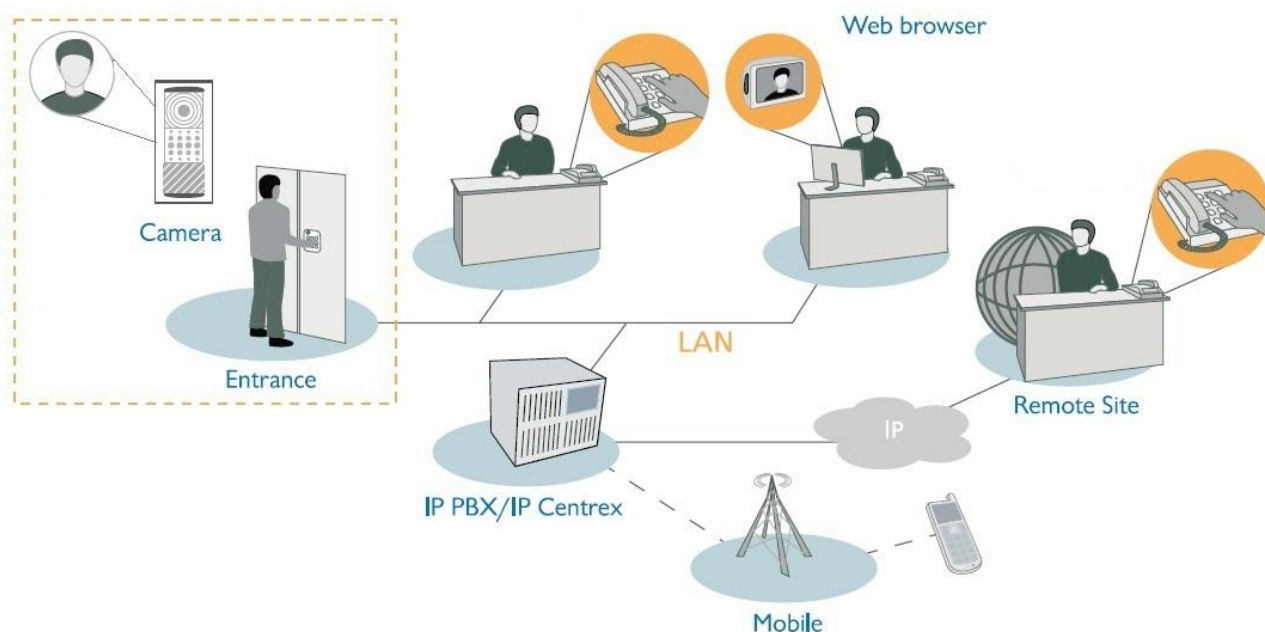 Web browser
Camera
LAN
Entrance
Remote Site
IP
IP PBX/IP Centrex
Mobile